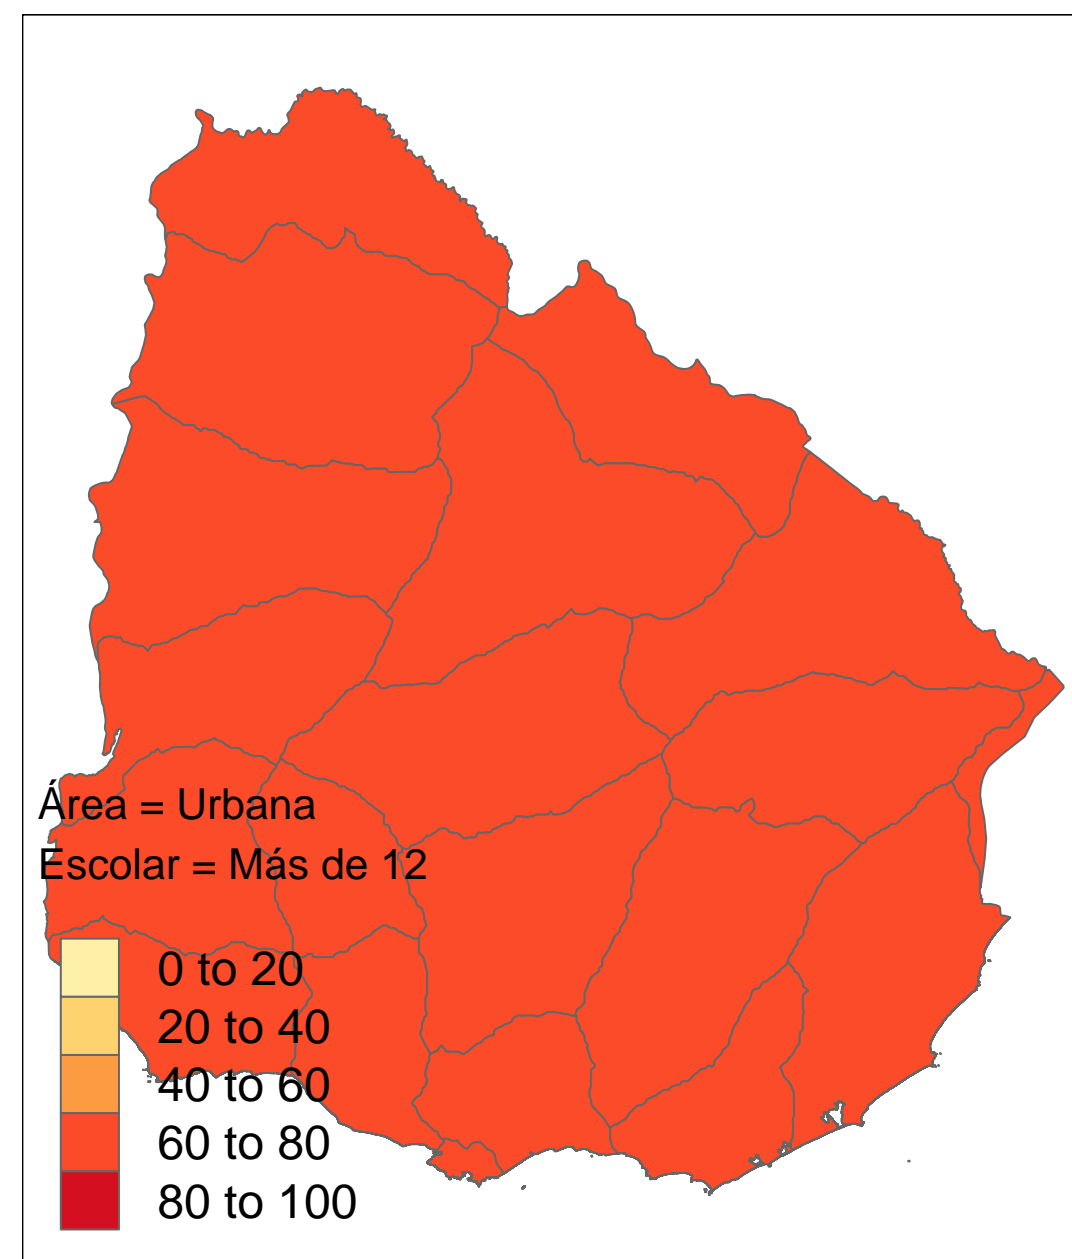 Área = Urbana
Escolar = Más de 12
0 to 20
20 to 40
40 to 60
60 to 80
80 to 100